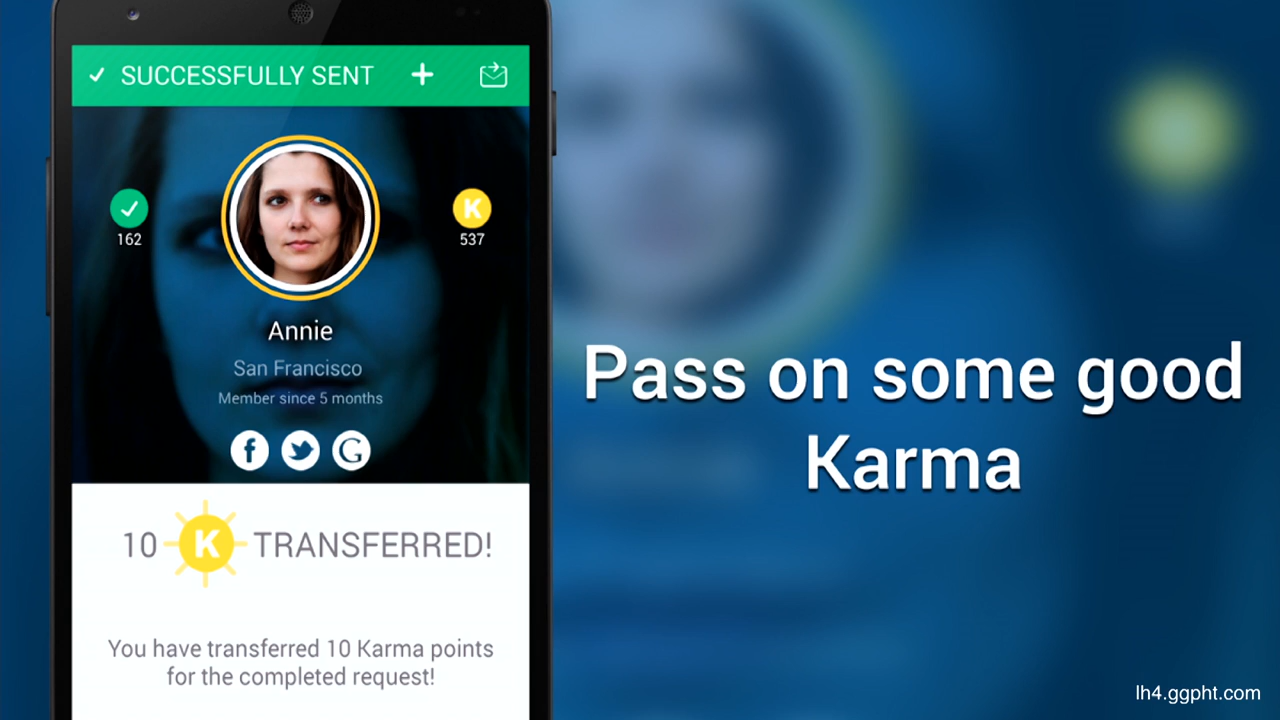 SUCCESSFULLY SENT
162
K
537
Annie
San Francisco
Member since 5 months
f
G
10 K TRANSFERRED!
You have transferred 10 Karma points
for the completed request!
Pass on some good
Karma
lh4.ggpht.com